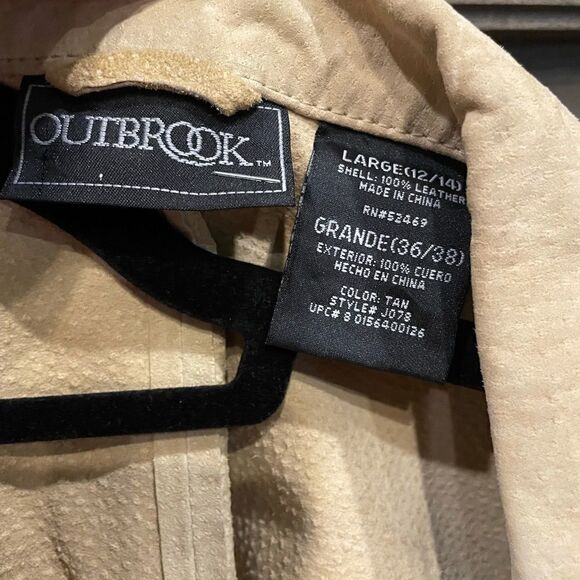 OUTBROOK™
LARGE(12/14)
SHELL: 100% LEATHER
MADE IN CHINA
RN#52469
GRANDE(36/38)
EXTERIOR: 100% CUERO
HECHO EN CHINA
COLOR: TAN
STYLE# J078
UPC# 8 0156400126